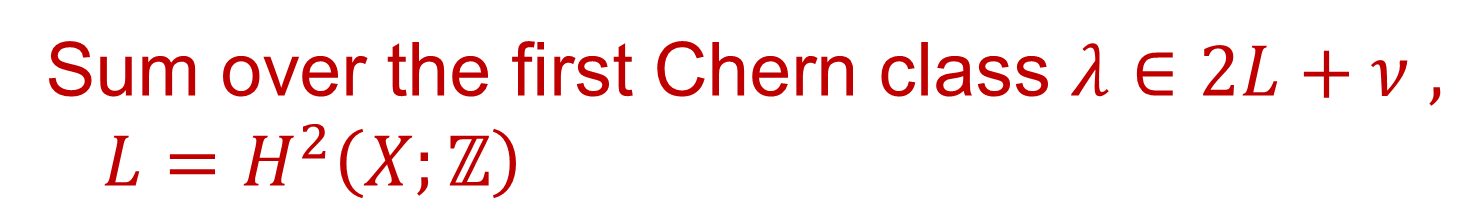 Sum over the first Chern class 𝜆 ∈ 2𝐿 + 𝜈 ,
𝐿 = 𝐻²(𝑋; ℤ)